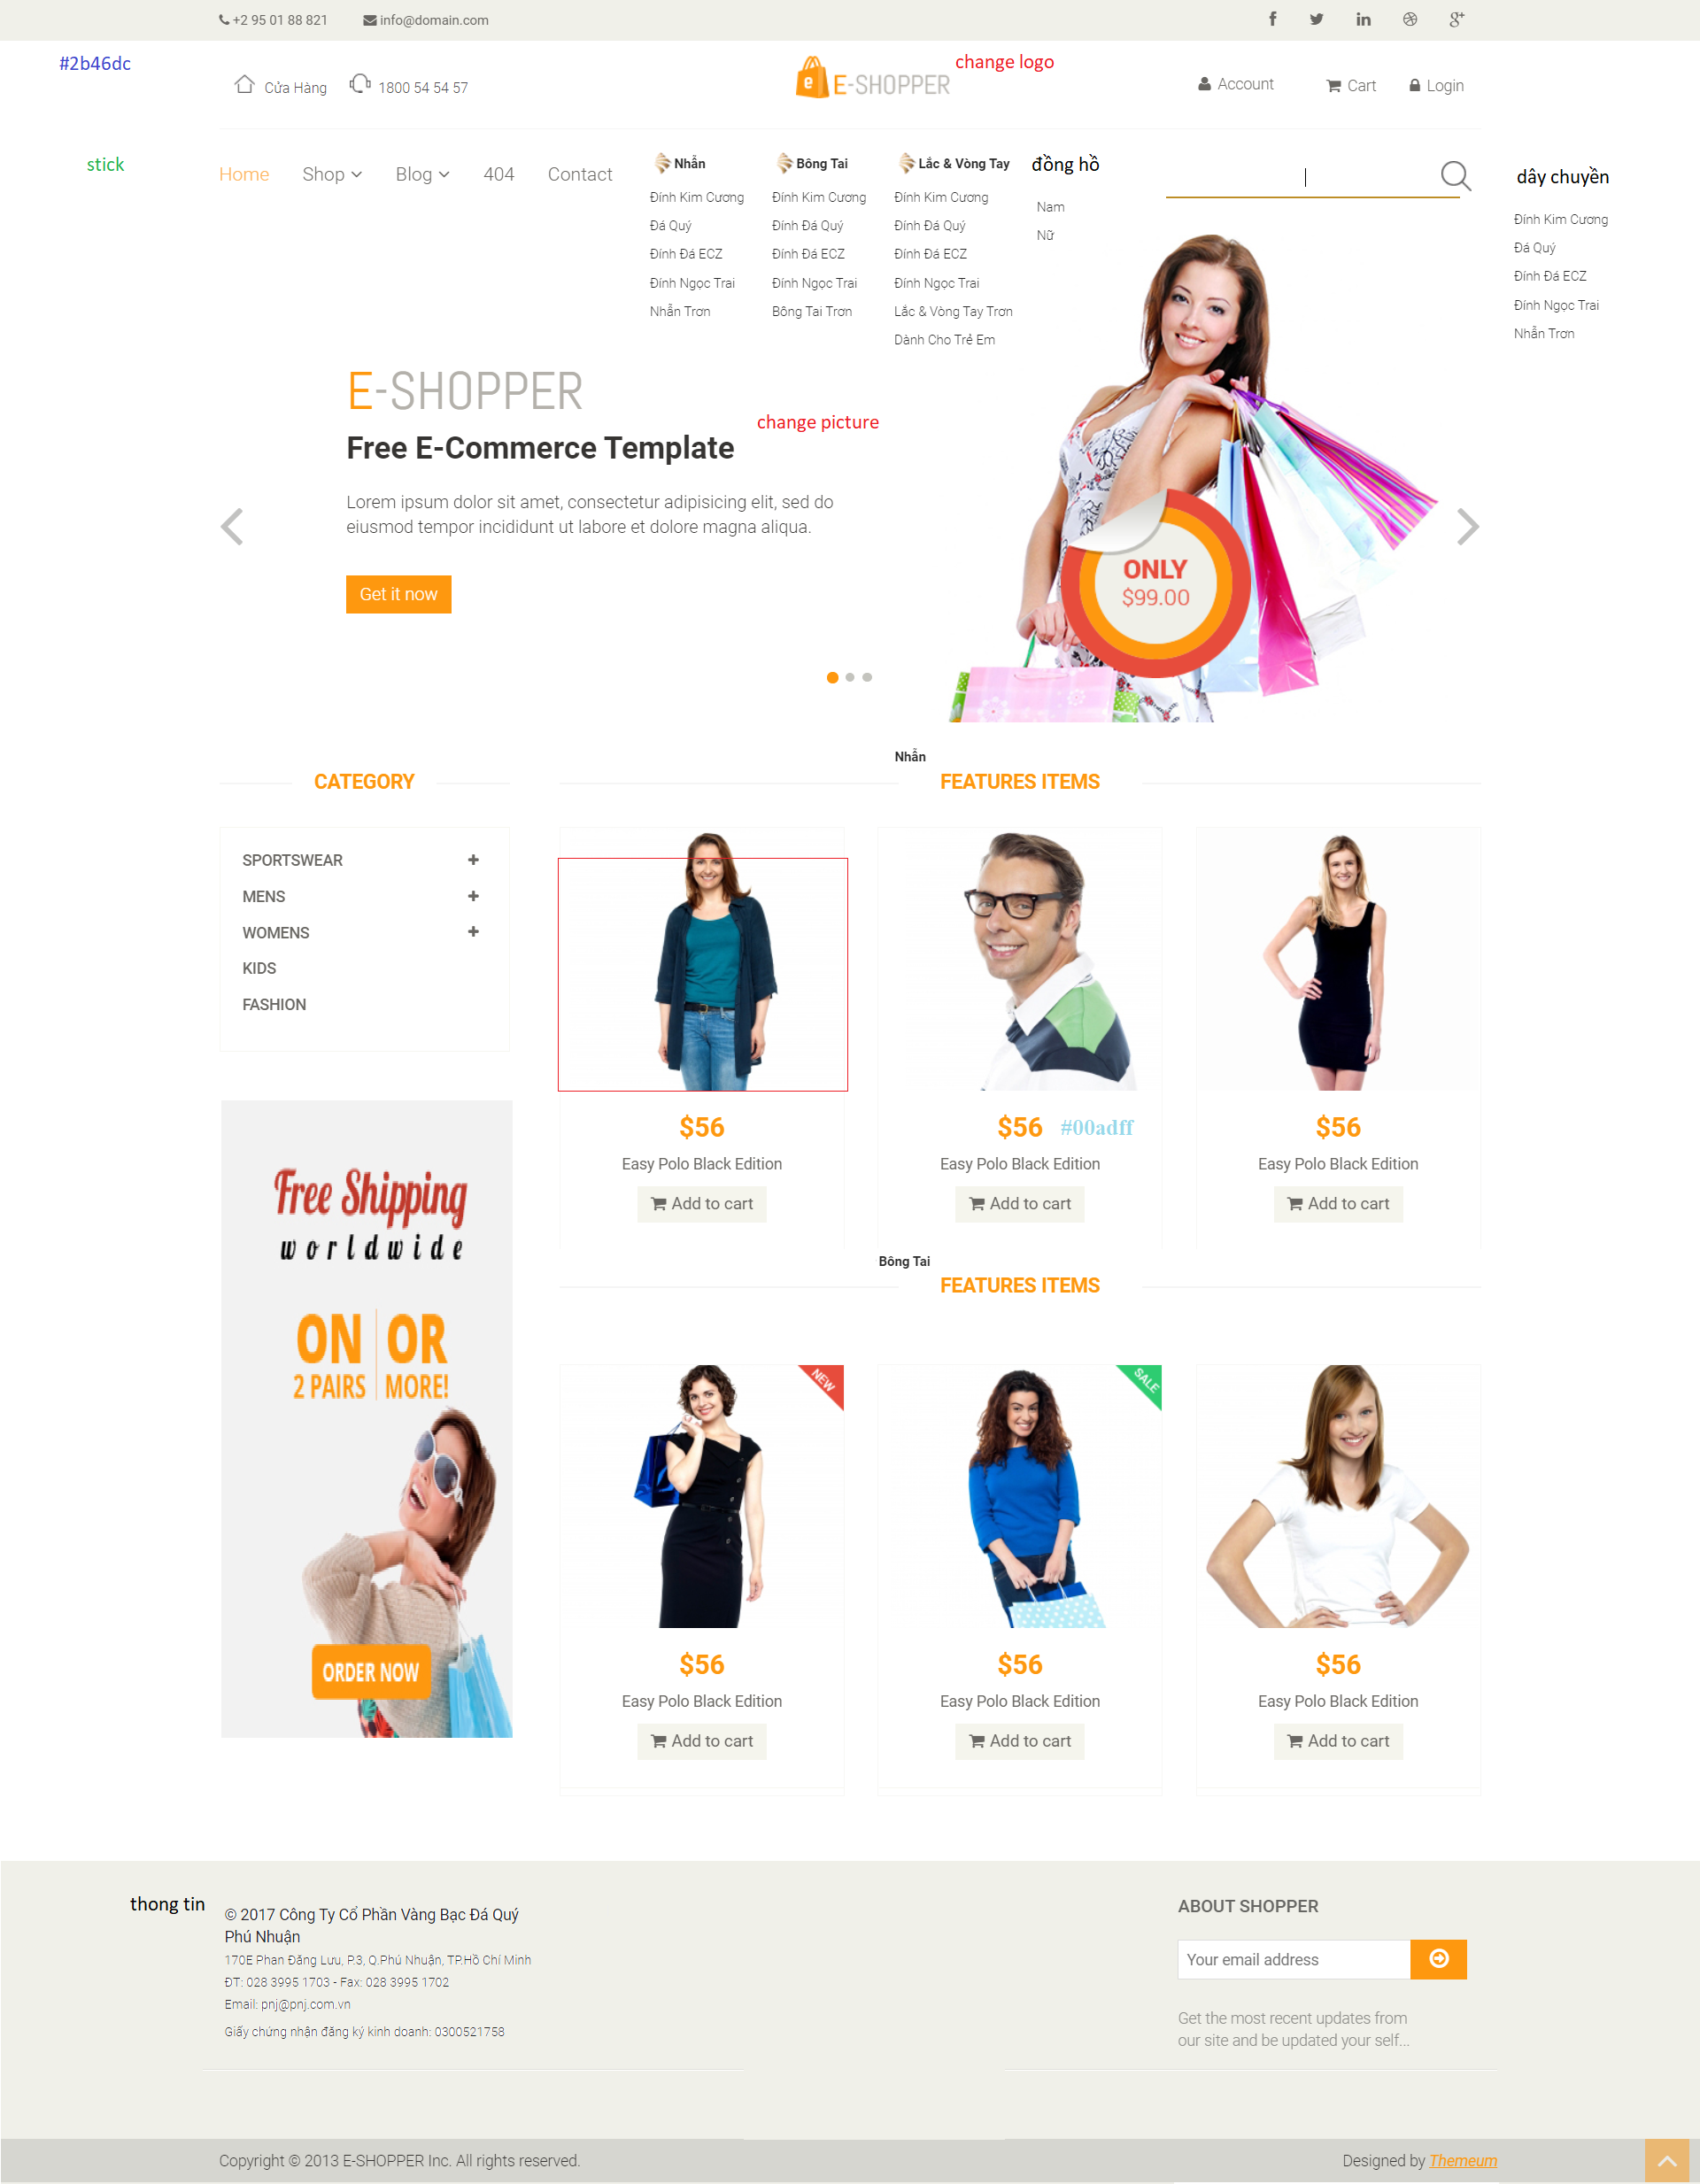 +2 95 01 88 821 info@domain.com
#2b46dc
Cửa Hàng 1800 54 54 57
e E-SHOPPER
change logo
Account Cart Login
stick
Home Shop Blog 404 Contact
Nhẫn
Đính Kim Cương
Đá Quý
Đính Đá ECZ
Đính Ngọc Trai
Nhẫn Trơn
Bông Tai
Đính Kim Cương
Đính Đá Quý
Đính Đá ECZ
Đính Ngọc Trai
Bông Tai Trơn
Lắc & Vòng Tay
Đính Kim Cương
Đính Đá Quý
Đính Đá ECZ
Đính Ngọc Trai
Lắc & Vòng Tay Trơn
Dành Cho Trẻ Em
đồng hồ
Nam
Nữ
dây chuyền
Đính Kim Cương
Đá Quý
Đính Đá ECZ
Đính Ngọc Trai
Nhẫn Trơn
E-SHOPPER
change picture
Free E-Commerce Template
Lorem ipsum dolor sit amet, consectetur adipisicing elit, sed do
eiusmod tempor incididunt ut labore et dolore magna aliqua.
Get it now
ONLY
$99.00
CATEGORY
SPORTSWEAR
MENS
WOMENS
KIDS
FASHION
Free Shipping
worldwide
ON OR
2 PAIRS MORE!
ORDER NOW
Nhẫn
FEATURES ITEMS
$56 $56 #00adff $56
Easy Polo Black Edition Easy Polo Black Edition Easy Polo Black Edition
Add to cart Add to cart Add to cart
Bông Tai
FEATURES ITEMS
NEW SALE
$56 $56 $56
Easy Polo Black Edition Easy Polo Black Edition Easy Polo Black Edition
Add to cart Add to cart Add to cart
thong tin
© 2017 Công Ty Cổ Phần Vàng Bạc Đá Quý
Phú Nhuận
170E Phan Đăng Lưu, P.3, Q.Phú Nhuận, TP.Hồ Chí Minh
ĐT: 028 3995 1703 - Fax: 028 3995 1702
Email: pnj@pnj.com.vn
Giấy chứng nhận đăng ký kinh doanh: 0300521758
ABOUT SHOPPER
Your email address
Get the most recent updates from
our site and be updated your self...
Copyright © 2013 E-SHOPPER Inc. All rights reserved.
Designed by Themeum